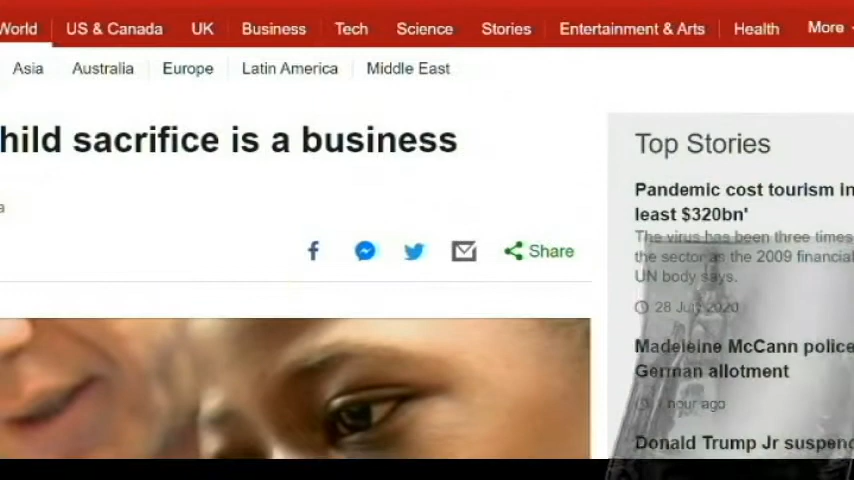 World US & Canada UK Business Tech Science Stories Entertainment & Arts Health More
Asia Australia Europe Latin America Middle East
hild sacrifice is a business
a
Share
Top Stories
Pandemic cost tourism in
least $320bn'
The virus has been three times
the sector as the 2009 financial
UN body says.
28 July 2020
Madeleine McCann police
German allotment
1 hour ago
Donald Trump Jr suspend